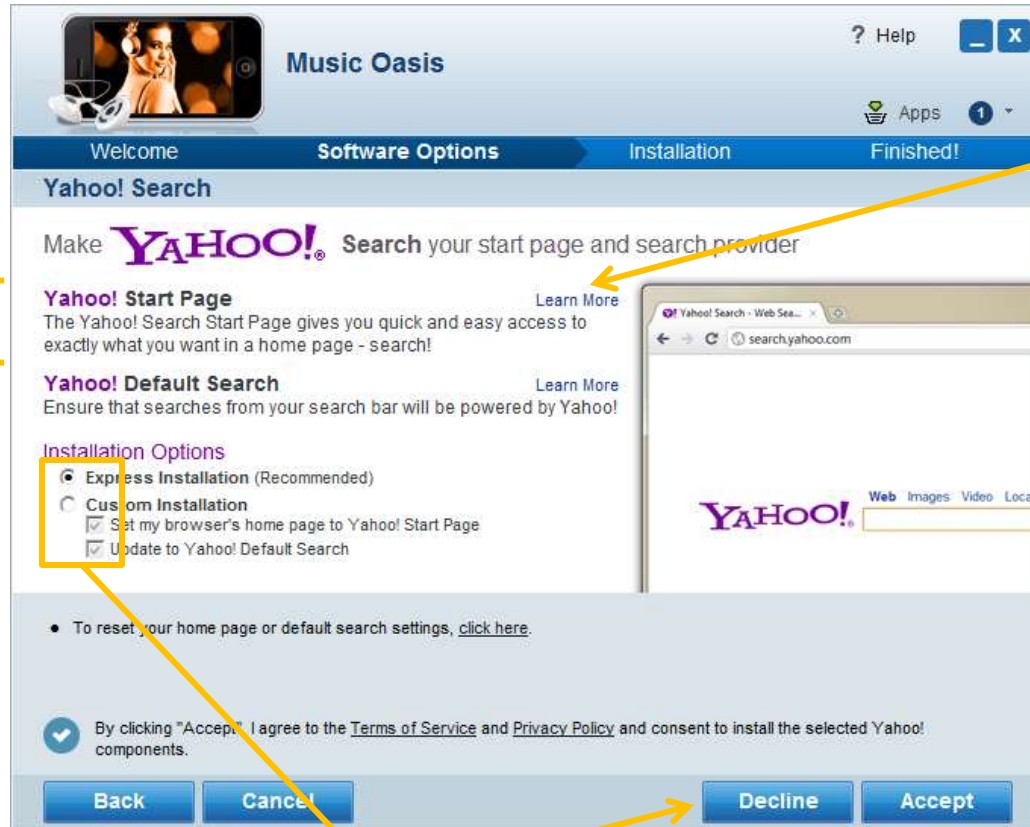 Music Oasis
? Help
_ X
Apps 1
Welcome Software Options Installation Finished!
Yahoo! Search
Make YAHOO!® Search your start page and search provider
Yahoo! Start Page Learn More
The Yahoo! Search Start Page gives you quick and easy access to
exactly what you want in a home page - search!
Yahoo! Default Search Learn More
Ensure that searches from your search bar will be powered by Yahoo!
Installation Options
Express Installation (Recommended)
Custom Installation
Set my browser's home page to Yahoo! Start Page
Update to Yahoo! Default Search
Y! Yahoo! Search - Web Sea... ×
search.yahoo.com
YAHOO!® Web Images Video Loca
• To reset your home page or default search settings, click here.
By clicking "Accept", I agree to the Terms of Service and Privacy Policy and consent to install the selected Yahoo!
components.
Back Cancel Decline Accept